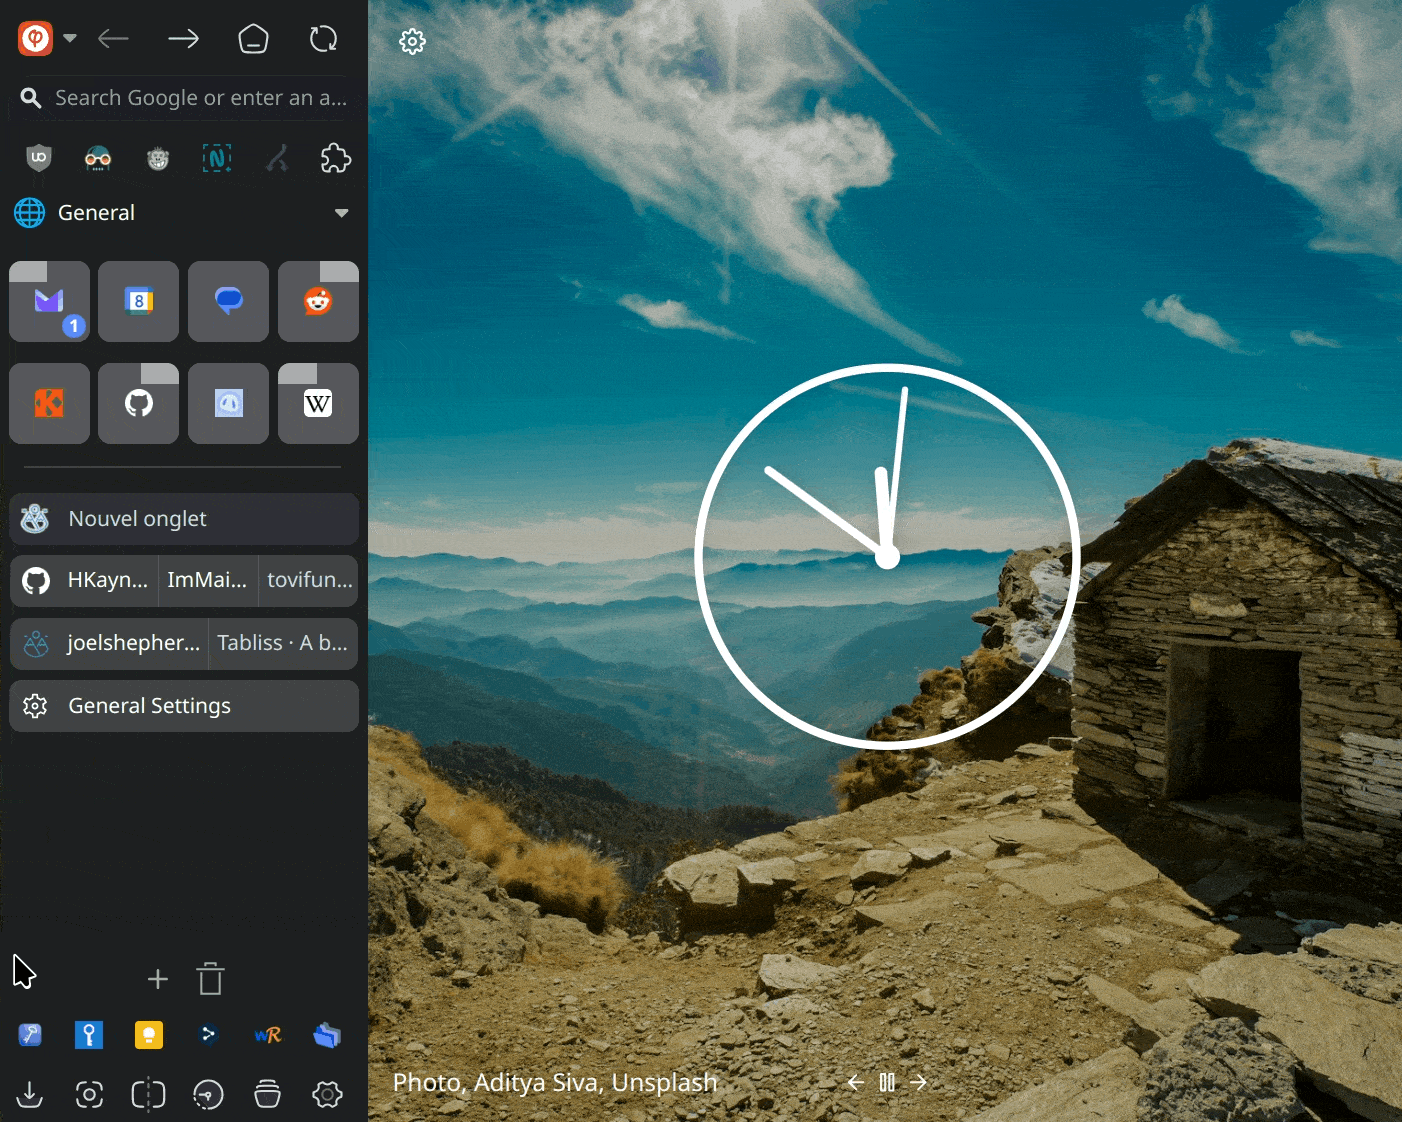 Search Google or enter an a...
UO
N
General
8
1
W
Nouvel onglet
HKayn... ImMai... tovifun...
joelshepher... Tabliss · A b...
General Settings
WR
Photo, Aditya Siva, Unsplash